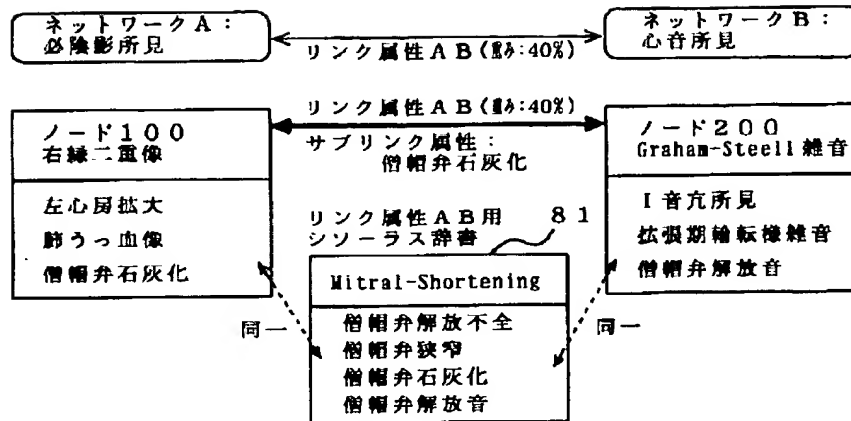 ネットワークA:
心陰影所見
ネットワークB:
心音所見
リンク属性AB(重み:40%)
リンク属性AB(重み:40%)
サブリンク属性:
僧帽弁石灰化
ノード100
右縁二重像
左心房拡大
肺うっ血像
僧帽弁石灰化
ノード200
Graham-Steell雑音
I音亢所見
拡張期輪転様雑音
僧帽弁解放音
リンク属性AB用
シソーラス辞書
81
Mitral-Shortening
僧帽弁解放不全
僧帽弁狭窄
僧帽弁石灰化
僧帽弁解放音
同一
同一